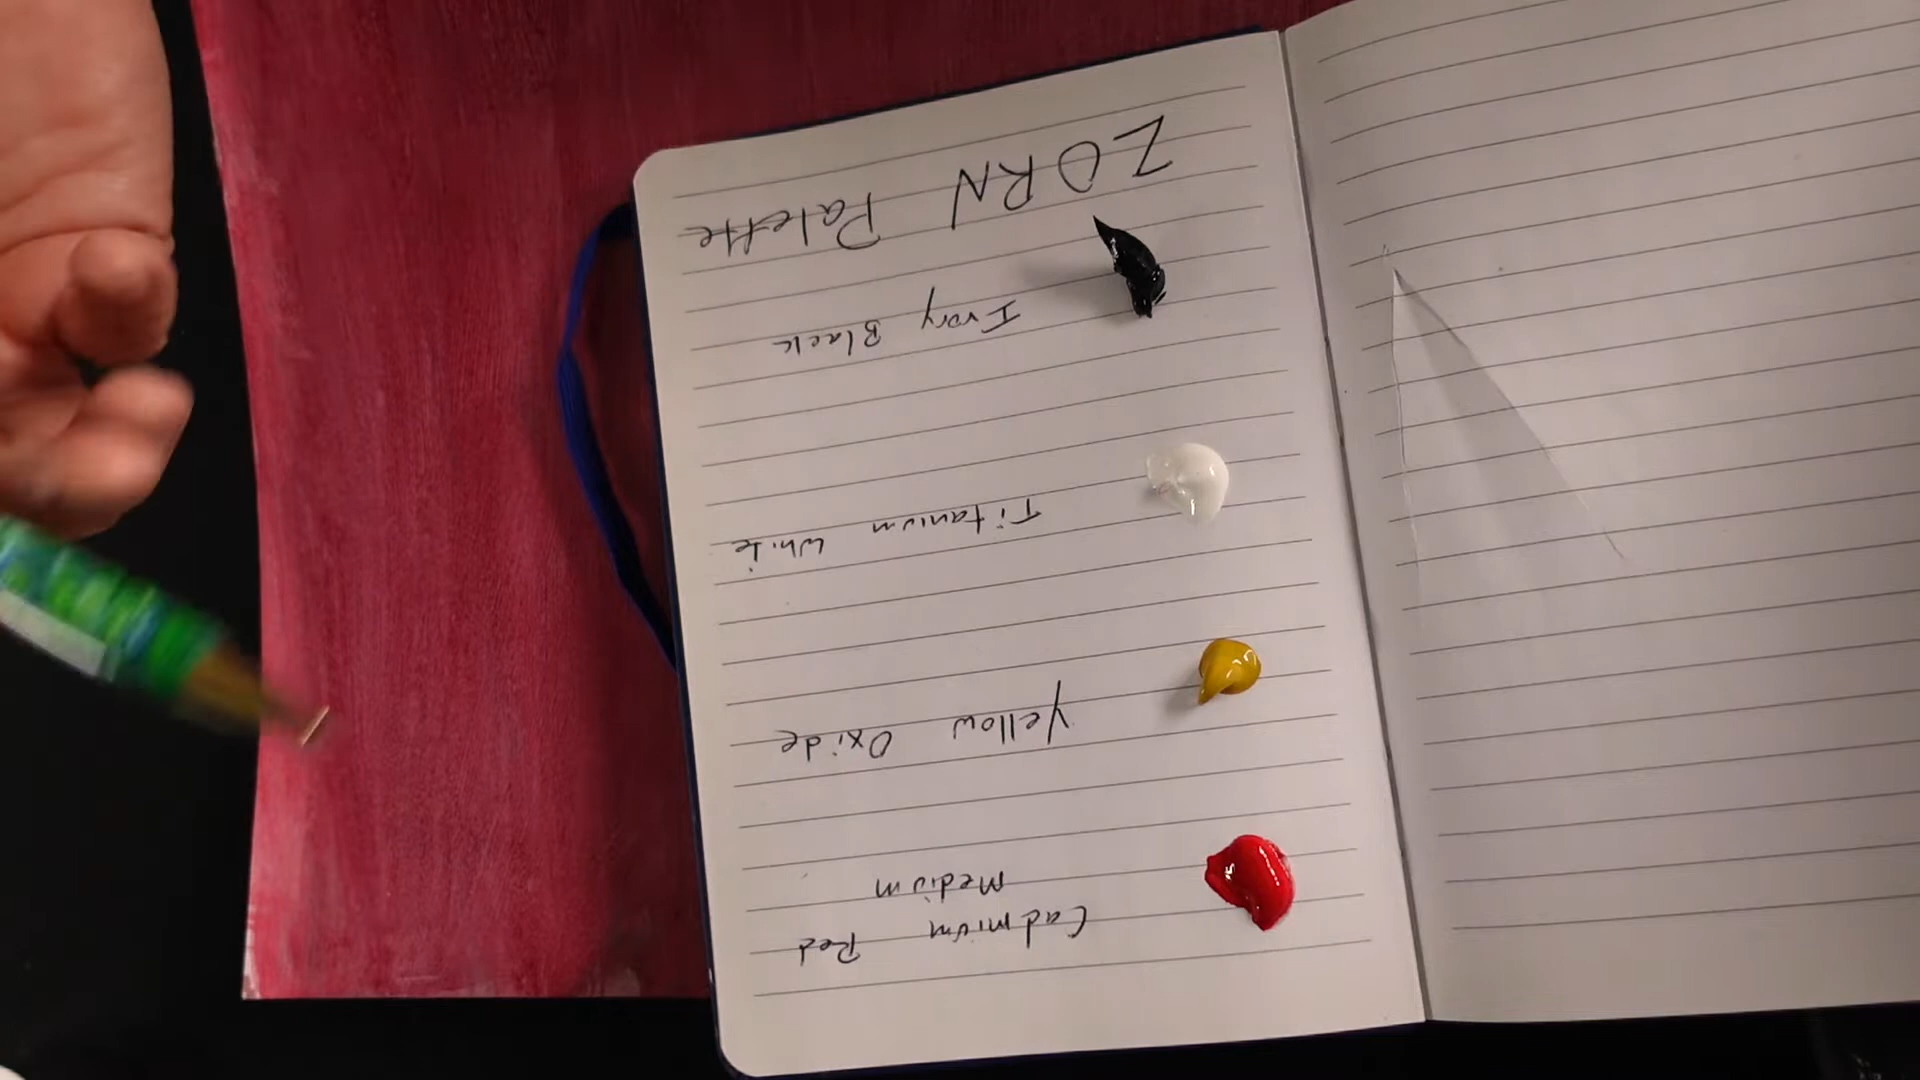 ZORN Palette
Ivory Black
Titanium White
Yellow Oxide
Cadmium Red
Medium